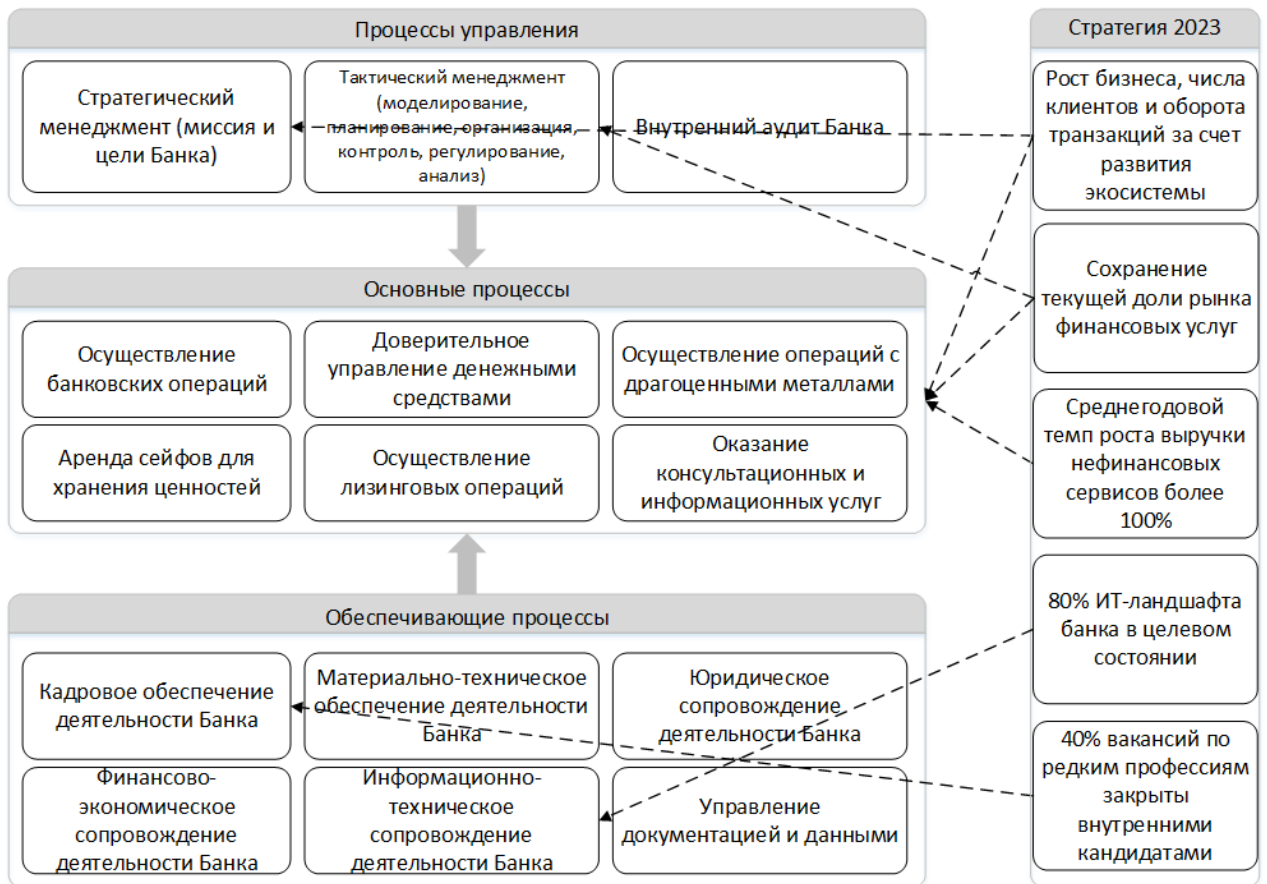 Процессы управления
Стратегический
менеджмент (миссия и
цели Банка)
Тактический менеджмент
(моделирование,
планирование, организация,
контроль, регулирование,
анализ)
Внутренний аудит Банка
Основные процессы
Осуществление
банковских операций
Доверительное
управление денежными
средствами
Осуществление операций с
драгоценными металлами
Аренда сейфов для
хранения ценностей
Осуществление
лизинговых операций
Оказание
консультационных и
информационных услуг
Обеспечивающие процессы
Кадровое обеспечение
деятельности Банка
Материально-техническое
обеспечение деятельности
Банка
Юридическое
сопровождение
деятельности Банка
Финансово-
экономическое
сопровождение
деятельности Банка
Информационно-
техническое
сопровождение
деятельности Банка
Управление
документацией и данными
Стратегия 2023
Рост бизнеса, числа
клиентов и оборота
транзакций за счет
развития
экосистемы
Сохранение
текущей доли рынка
финансовых услуг
Среднегодовой
темп роста выручки
нефинансовых
сервисов более
100%
80% ИТ-ландшафта
банка в целевом
состоянии
40% вакансий по
редким профессиям
закрыты
внутренними
кандидатами